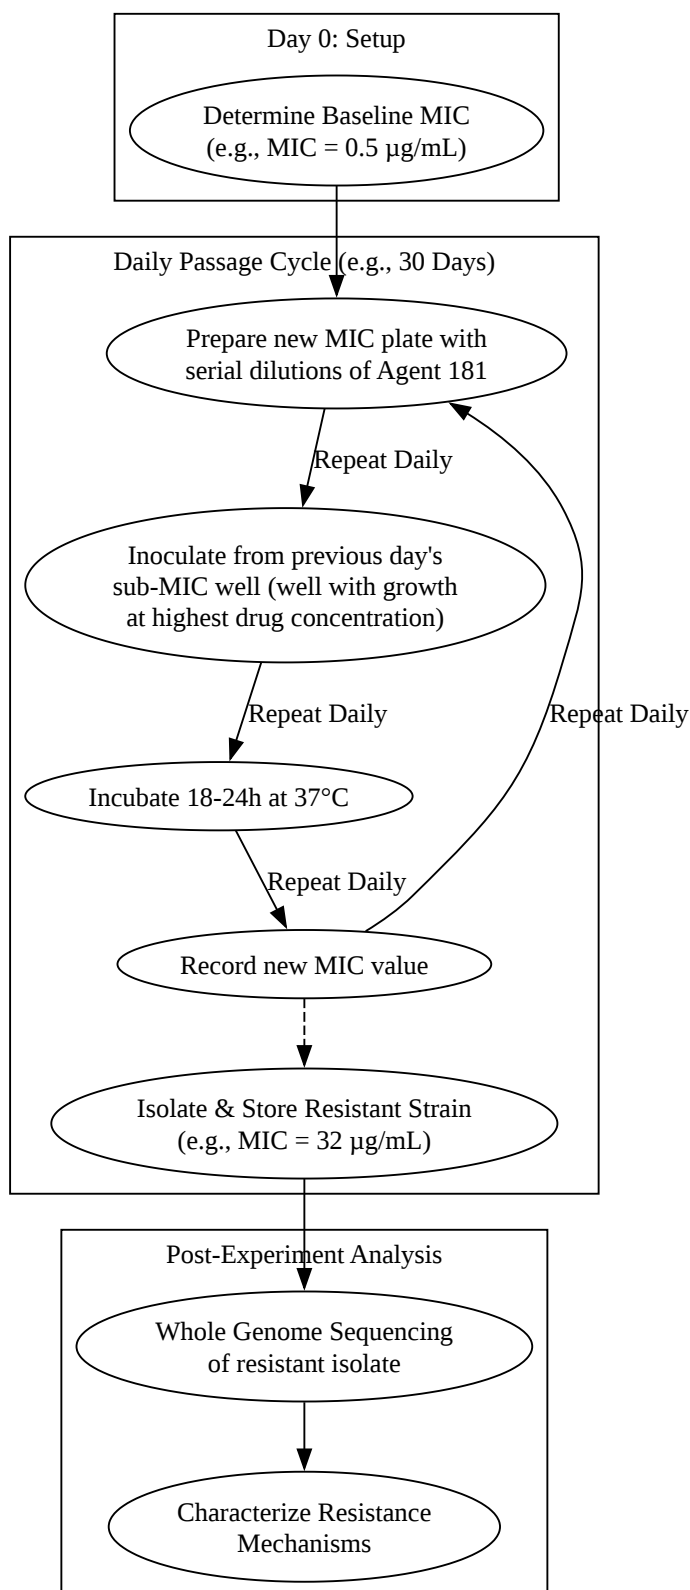 Day 0: Setup
Determine Baseline MIC
(e.g., MIC = 0.5 µg/mL)
Daily Passage Cycle (e.g., 30 Days)
Prepare new MIC plate with
serial dilutions of Agent 181
Repeat Daily
Inoculate from previous day's
sub-MIC well (well with growth
at highest drug concentration)
Repeat Daily
Repeat Daily
Incubate 18-24h at 37°C
Repeat Daily
Record new MIC value
Isolate & Store Resistant Strain
(e.g., MIC = 32 µg/mL)
Post-Experiment Analysis
Whole Genome Sequencing
of resistant isolate
Characterize Resistance
Mechanisms